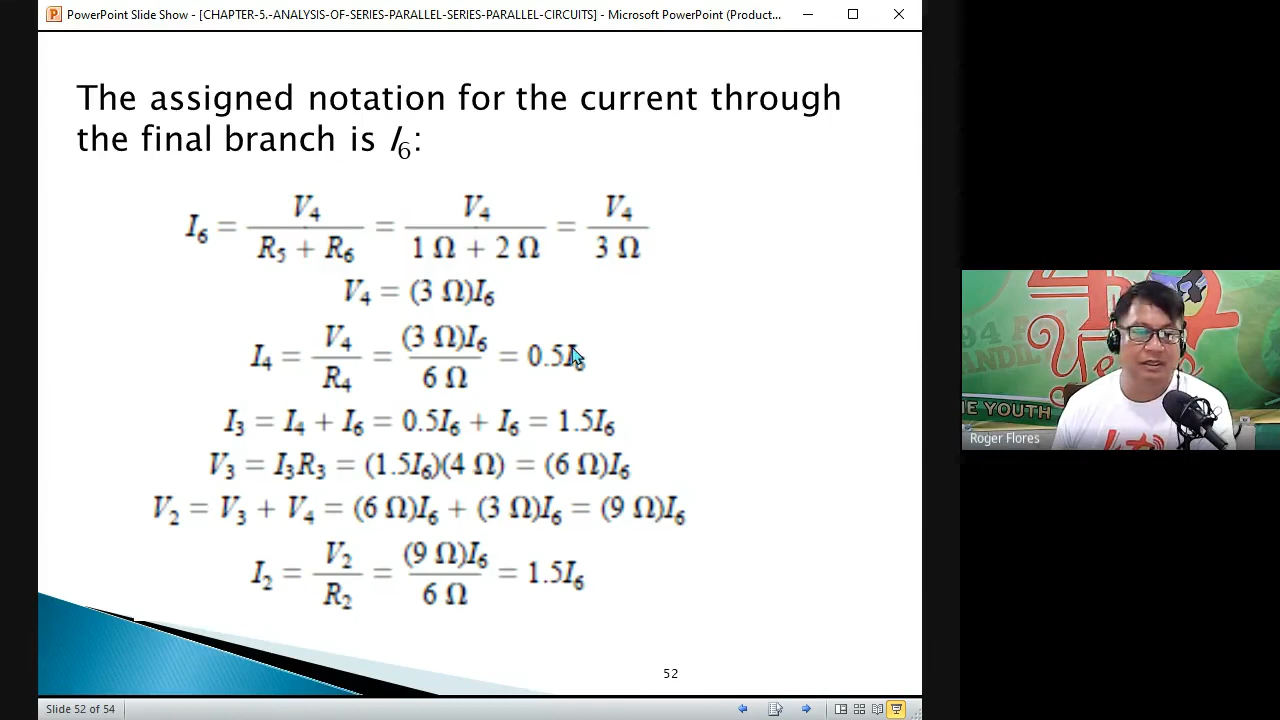 PowerPoint Slide Show - [CHAPTER-5.-ANALYSIS-OF-SERIES-PARALLEL-SERIES-PARALLEL-CIRCUITS] - Microsoft PowerPoint (Product...
The assigned notation for the current through
the final branch is I₆:
I₆ = V₄ / (R₅ + R₆) = V₄ / (1 Ω + 2 Ω) = V₄ / 3 Ω
V₄ = (3 Ω)I₆
I₄ = V₄ / R₄ = (3 Ω)I₆ / 6 Ω = 0.5I₆
I₃ = I₄ + I₆ = 0.5I₆ + I₆ = 1.5I₆
V₃ = I₃R₃ = (1.5I₆)(4 Ω) = (6 Ω)I₆
V₂ = V₃ + V₄ = (6 Ω)I₆ + (3 Ω)I₆ = (9 Ω)I₆
I₂ = V₂ / R₂ = (9 Ω)I₆ / 6 Ω = 1.5I₆
52
Slide 52 of 54
94
ANDIL
Years
E YOUTH
Roger Flores